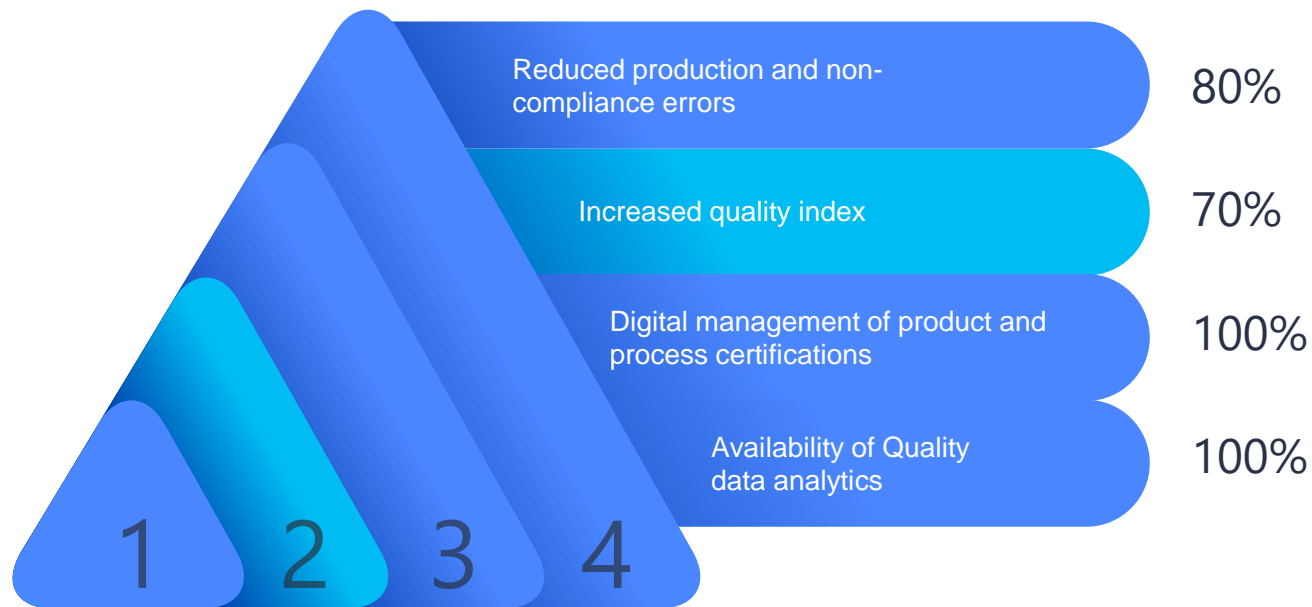 Reduced production and non-
compliance errors
80%
Increased quality index
70%
Digital management of product and
process certifications
100%
Availability of Quality
data analytics
100%
1 2 3 4